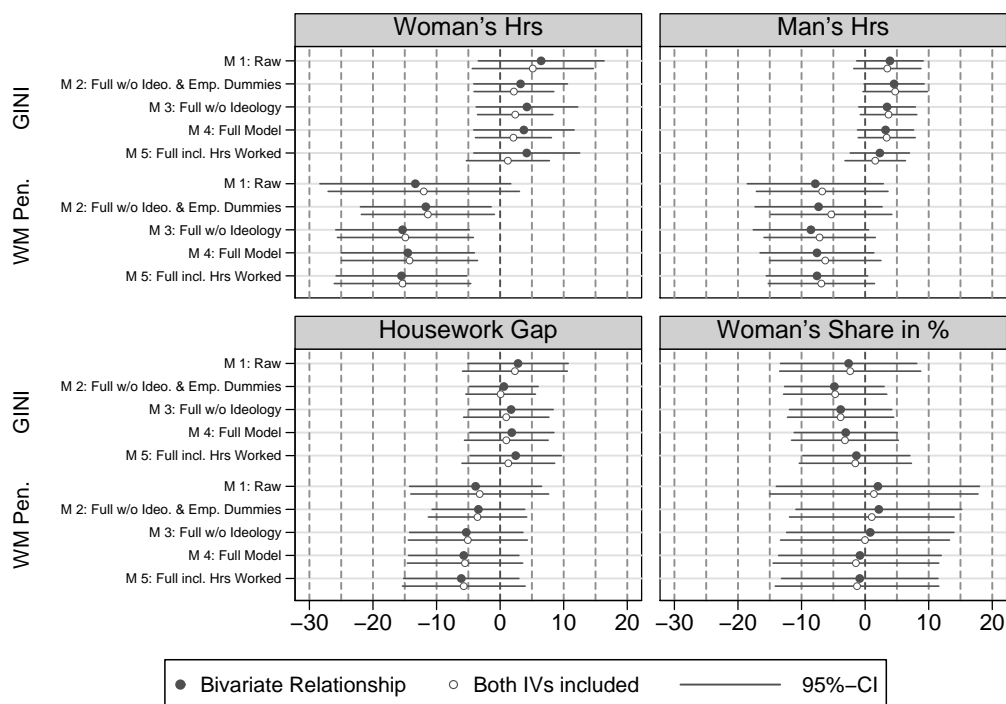 Woman's Hrs
Man's Hrs
GINI
M 1: Raw
M 2: Full w/o Ideo. & Emp. Dummies
M 3: Full w/o Ideology
M 4: Full Model
M 5: Full incl. Hrs Worked
WM Pen.
M 1: Raw
M 2: Full w/o Ideo. & Emp. Dummies
M 3: Full w/o Ideology
M 4: Full Model
M 5: Full incl. Hrs Worked
Housework Gap
Woman's Share in %
GINI
M 1: Raw
M 2: Full w/o Ideo. & Emp. Dummies
M 3: Full w/o Ideology
M 4: Full Model
M 5: Full incl. Hrs Worked
WM Pen.
M 1: Raw
M 2: Full w/o Ideo. & Emp. Dummies
M 3: Full w/o Ideology
M 4: Full Model
M 5: Full incl. Hrs Worked
−30 −20 −10 0 10 20
−30 −20 −10 0 10 20
Bivariate Relationship Both IVs included 95%−CI